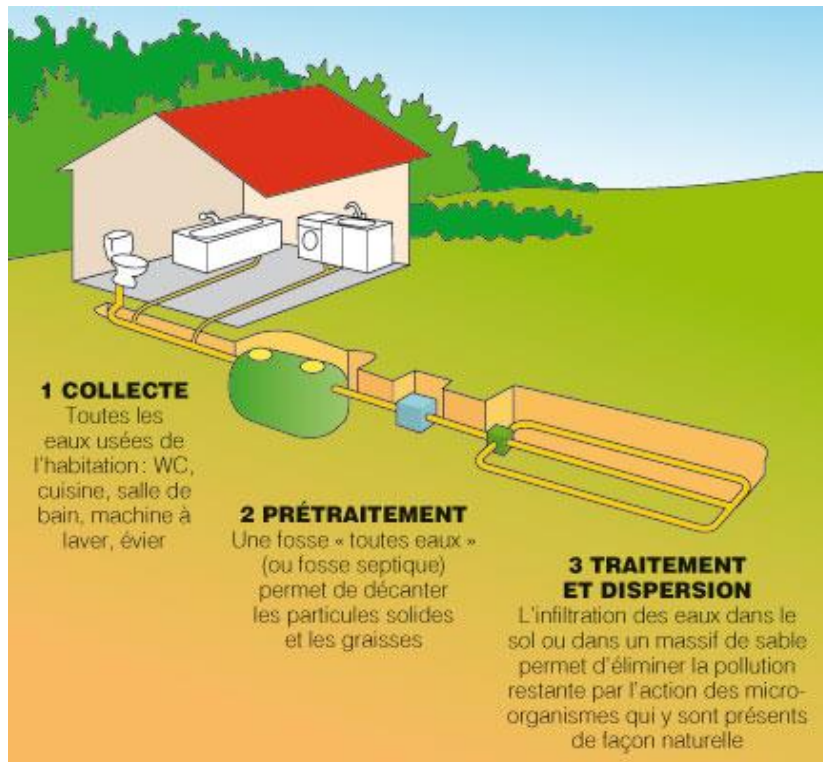 1 COLLECTE
Toutes les
eaux usées de
l'habitation : WC,
cuisine, salle de
bain, machine à
laver, évier
2 PRÉTRAITEMENT
Une fosse « toutes eaux »
(ou fosse septique)
permet de décanter
les particules solides
et les graisses
3 TRAITEMENT
ET DISPERSION
L'infiltration des eaux dans le
sol ou dans un massif de sable
permet d'éliminer la pollution
restante par l'action des micro-
organismes qui y sont présents
de façon naturelle